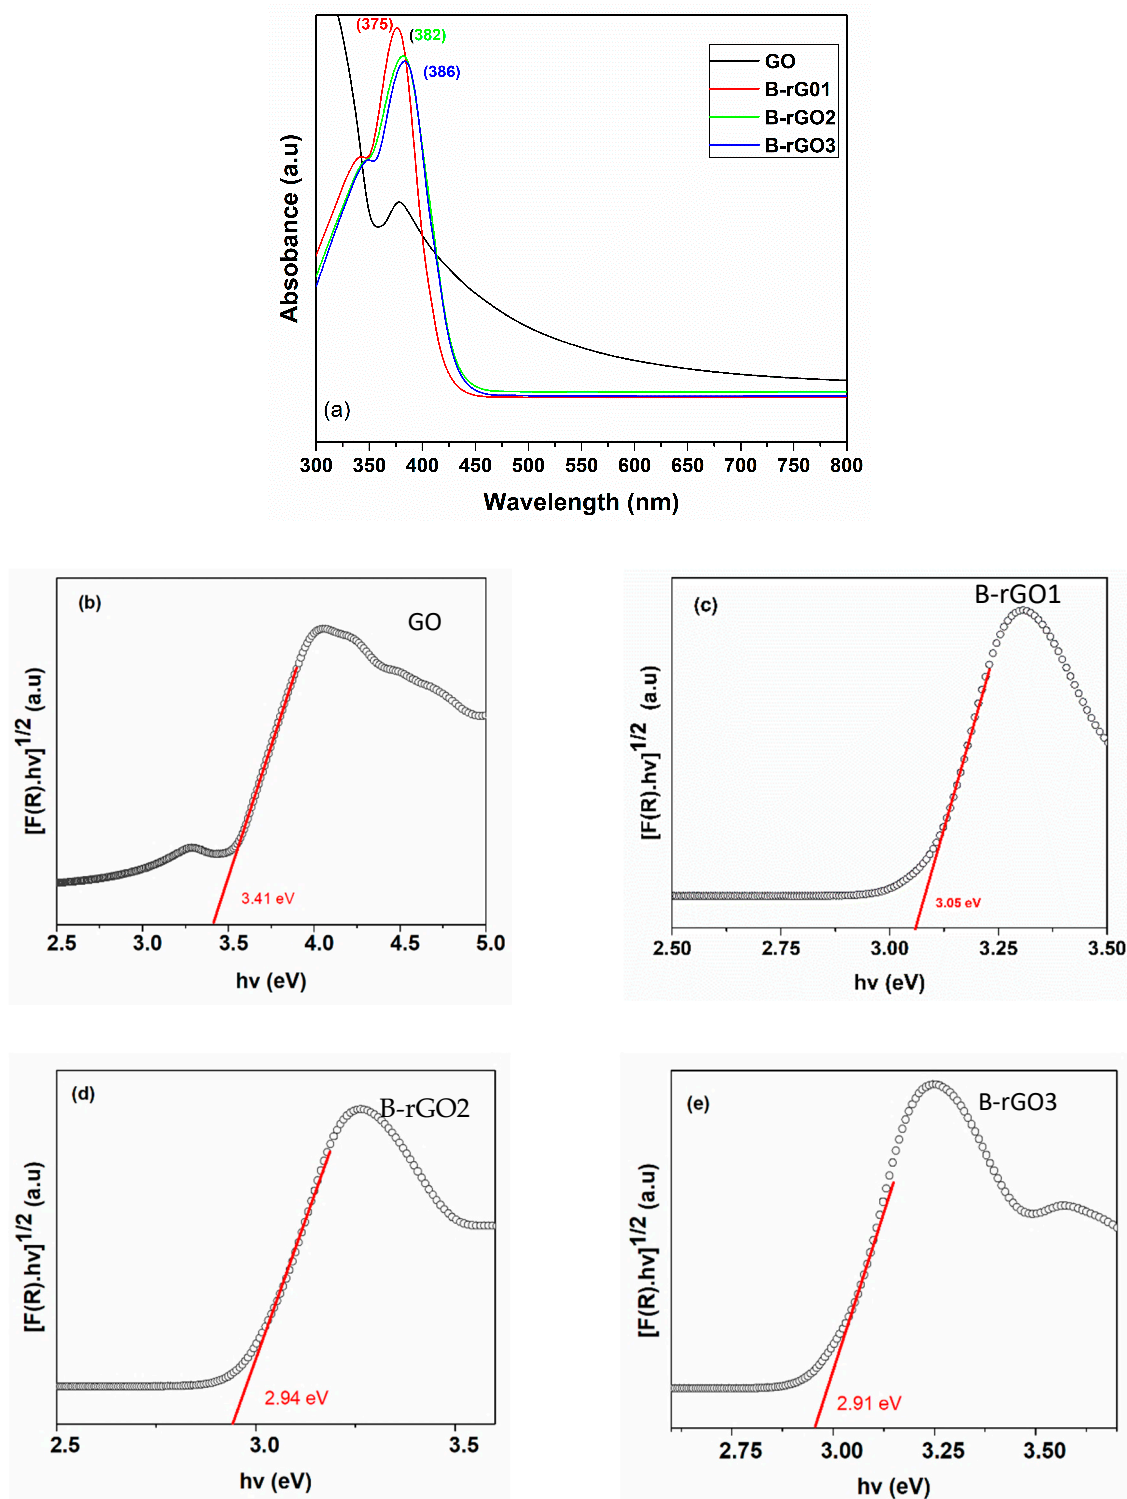 (375)
(382)
(386)
GO
B-rG01
B-rGO2
B-rGO3
Absobance (a.u)
(a)
300 350 400 450 500 550 600 650 700 750 800
Wavelength (nm)
(b)
GO
[F(R).hv]1/2 (a.u)
3.41 eV
2.5 3.0 3.5 4.0 4.5 5.0
hv (eV)
(c)
B-rGO1
[F(R).hv]1/2 (a.u)
3.05 eV
2.50 2.75 3.00 3.25 3.50
hv (eV)
(d)
B-rGO2
[F(R).hv]1/2 (a.u)
2.94 eV
2.5 3.0 3.5
hv (eV)
(e)
B-rGO3
[F(R).hv]1/2 (a.u)
2.91 eV
2.75 3.00 3.25 3.50
hv (eV)